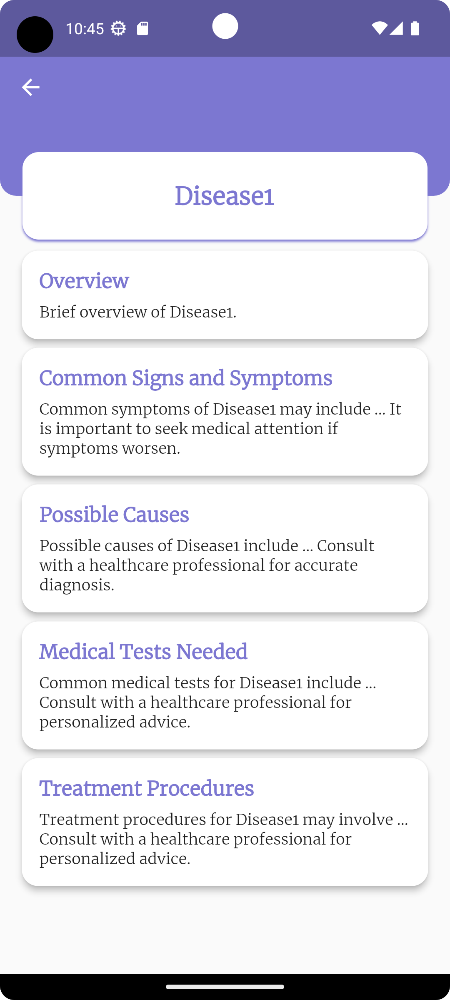 10:45
Disease1
Overview
Brief overview of Disease1.
Common Signs and Symptoms
Common symptoms of Disease1 may include ... It
is important to seek medical attention if
symptoms worsen.
Possible Causes
Possible causes of Disease1 include ... Consult
with a healthcare professional for accurate
diagnosis.
Medical Tests Needed
Common medical tests for Disease1 include ...
Consult with a healthcare professional for
personalized advice.
Treatment Procedures
Treatment procedures for Disease1 may involve ...
Consult with a healthcare professional for
personalized advice.